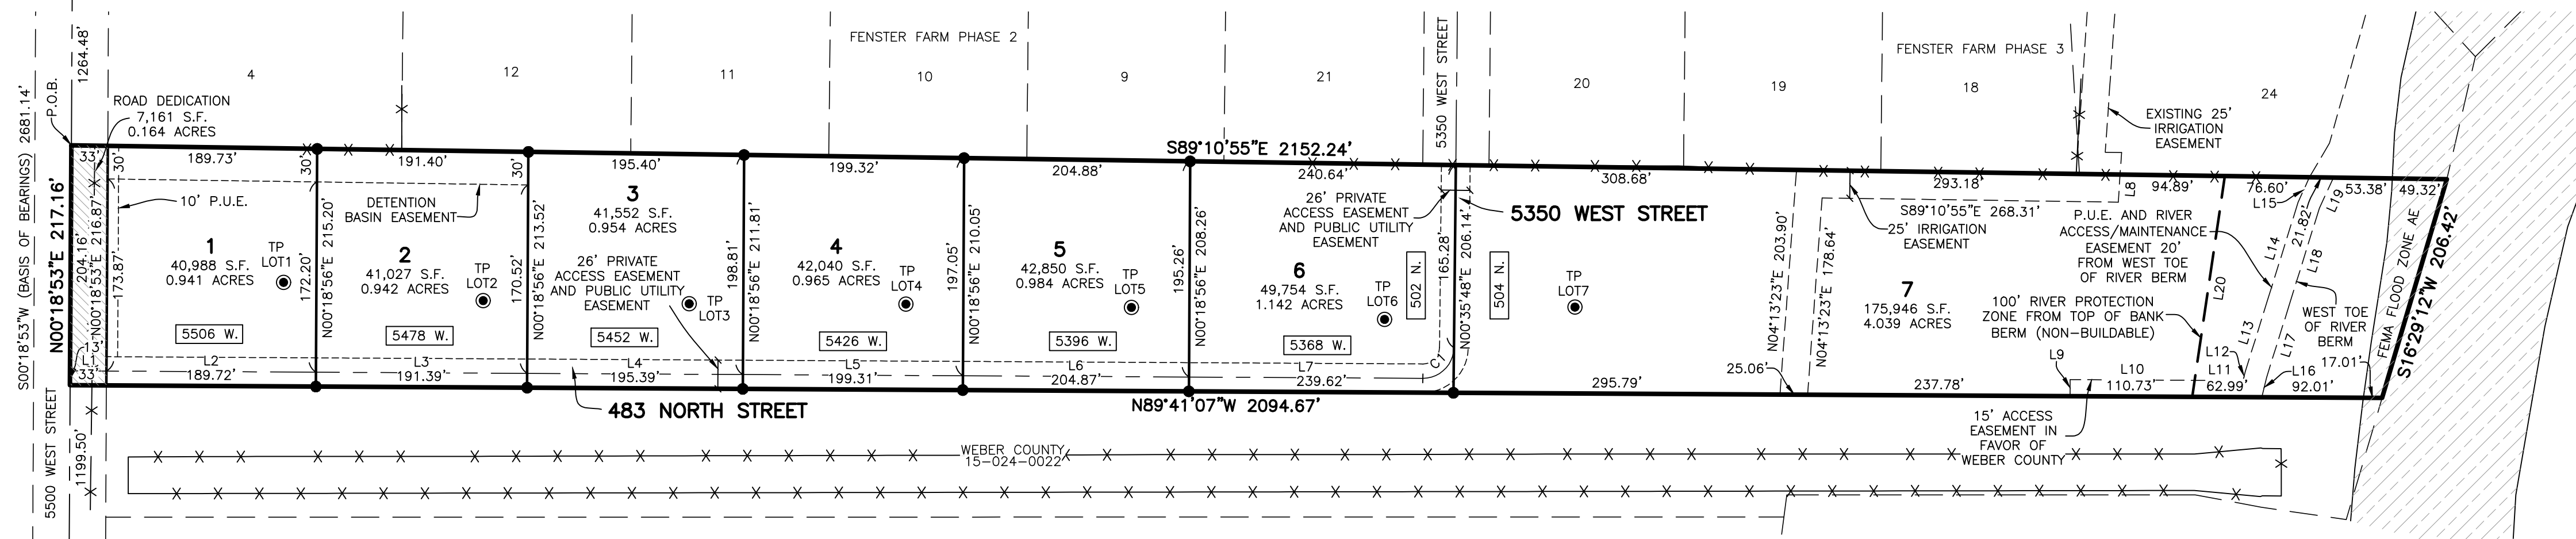 FENSTER FARM PHASE 2
FENSTER FARM PHASE 3
4
12
11
10
9
21
20
19
18
24
5350 WEST STREET
1264.48'
P.O.B.
S00°18'53"W (BASIS OF BEARINGS) 2681.14'
ROAD DEDICATION
7,161 S.F.
0.164 ACRES
EXISTING 25'
IRRIGATION
EASEMENT
S89°10'55"E 2152.24'
33'
30'
189.73'
30'
191.40'
30'
195.40'
199.32'
204.88'
240.64'
308.68'
293.18'
L8
94.89'
76.60'
L15
L19
53.38'
49.32'
N00°18'53"E 217.16'
204.16'
N00°18'53"E 216.87'
173.87'
10' P.U.E.
DETENTION
BASIN EASEMENT
1
40,988 S.F.
0.941 ACRES
TP
LOT1
5506 W.
172.20'
N00°18'56"E 215.20'
2
41,027 S.F.
0.942 ACRES
TP
LOT2
5478 W.
170.52'
N00°18'56"E 213.52'
3
41,552 S.F.
0.954 ACRES
26' PRIVATE
ACCESS EASEMENT
AND PUBLIC UTILITY
EASEMENT
TP
LOT3
5452 W.
198.81'
N00°18'56"E 211.81'
4
42,040 S.F.
0.965 ACRES
TP
LOT4
5426 W.
197.05'
N00°18'56"E 210.05'
5
42,850 S.F.
0.984 ACRES
TP
LOT5
5396 W.
195.26'
N00°18'56"E 208.26'
26' PRIVATE
ACCESS EASEMENT
AND PUBLIC UTILITY
EASEMENT
6
49,754 S.F.
1.142 ACRES
TP
LOT6
5368 W.
502 N.
165.28'
N00°35'48"E 206.14'
5350 WEST STREET
504 N.
TP
LOT7
N04°13'23"E 203.90'
N04°13'23"E 178.64'
S89°10'55"E 268.31'
25' IRRIGATION
EASEMENT
7
175,946 S.F.
4.039 ACRES
P.U.E. AND RIVER
ACCESS/MAINTENANCE
EASEMENT 20'
FROM WEST TOE
OF RIVER BERM
100' RIVER PROTECTION
ZONE FROM TOP OF BANK
BERM (NON-BUILDABLE)
L20
L14
21.82'
L18
L13
L17
WEST TOE
OF RIVER
BERM
FEMA FLOOD ZONE AE
S16°29'12"W 206.42'
13'
L1
33'
L2
189.72'
L3
191.39'
L4
195.39'
L5
199.31'
L6
204.87'
L7
239.62'
C1
295.79'
25.06'
237.78'
L9
L10
110.73'
L12
L11
62.99'
L16
92.01'
17.01'
483 NORTH STREET
N89°41'07"W 2094.67'
15' ACCESS
EASEMENT IN
FAVOR OF
WEBER COUNTY
WEBER COUNTY
15-024-0022
5500 WEST STREET
1199.50'